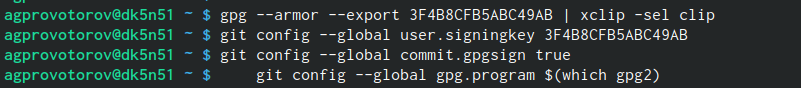 agprovotorov@dk5n51 ~ $ gpg --armor --export 3F4B8CFB5ABC49AB | xclip -sel clip
agprovotorov@dk5n51 ~ $ git config --global user.signingkey 3F4B8CFB5ABC49AB
agprovotorov@dk5n51 ~ $ git config --global commit.gpgsign true
agprovotorov@dk5n51 ~ $     git config --global gpg.program $(which gpg2)